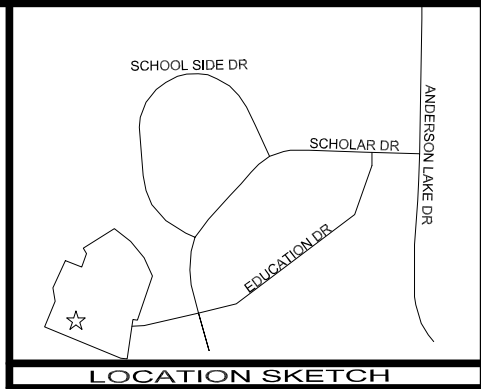 SCHOOL SIDE DR
SCHOLAR DR
ANDERSON LAKE DR
EDUCATION DR
LOCATION SKETCH